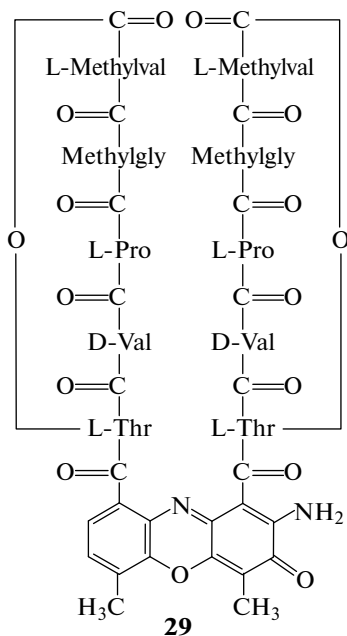 C=O C=O
L-Methylval L-Methylval
O=C O=C
Methylgly Methylgly
O=C C=O
O L-Pro L-Pro O
O=C C=O
D-Val D-Val
O=C C=O
L-Thr L-Thr
O=C C=O
N NH2
O O
H3C CH3
29